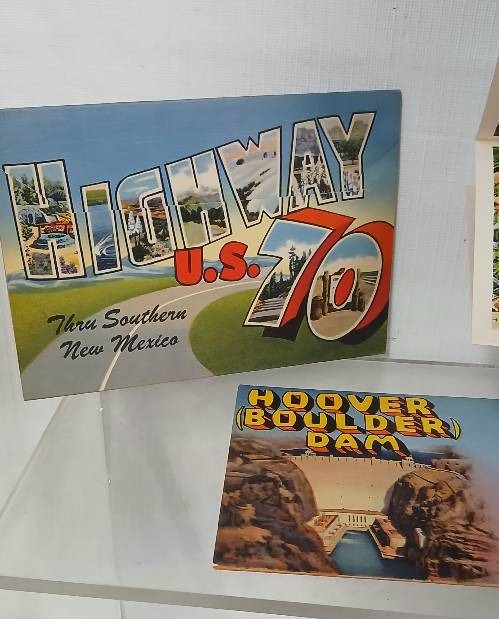 HIGHWAY
U.S. 70
Thru Southern
New Mexico
HOOVER
(BOULDER)
DAM